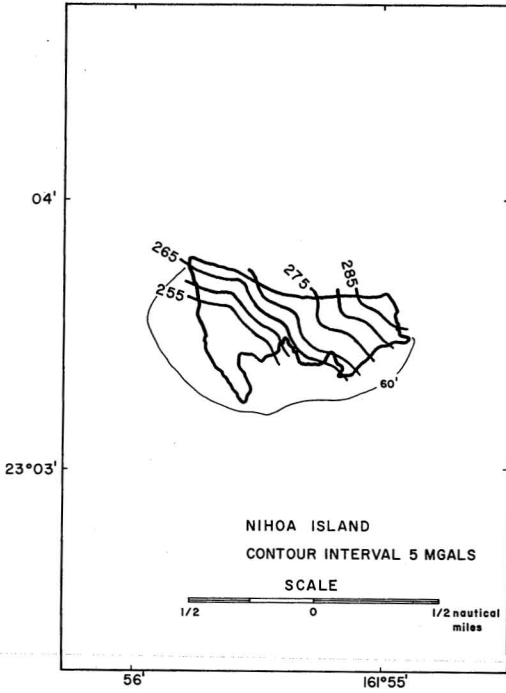 04'
265
255
275
285
60'
23°03'
NIHOA ISLAND
CONTOUR INTERVAL 5 MGALS
SCALE
1/2 0 1/2 nautical
miles
56' 161°55'